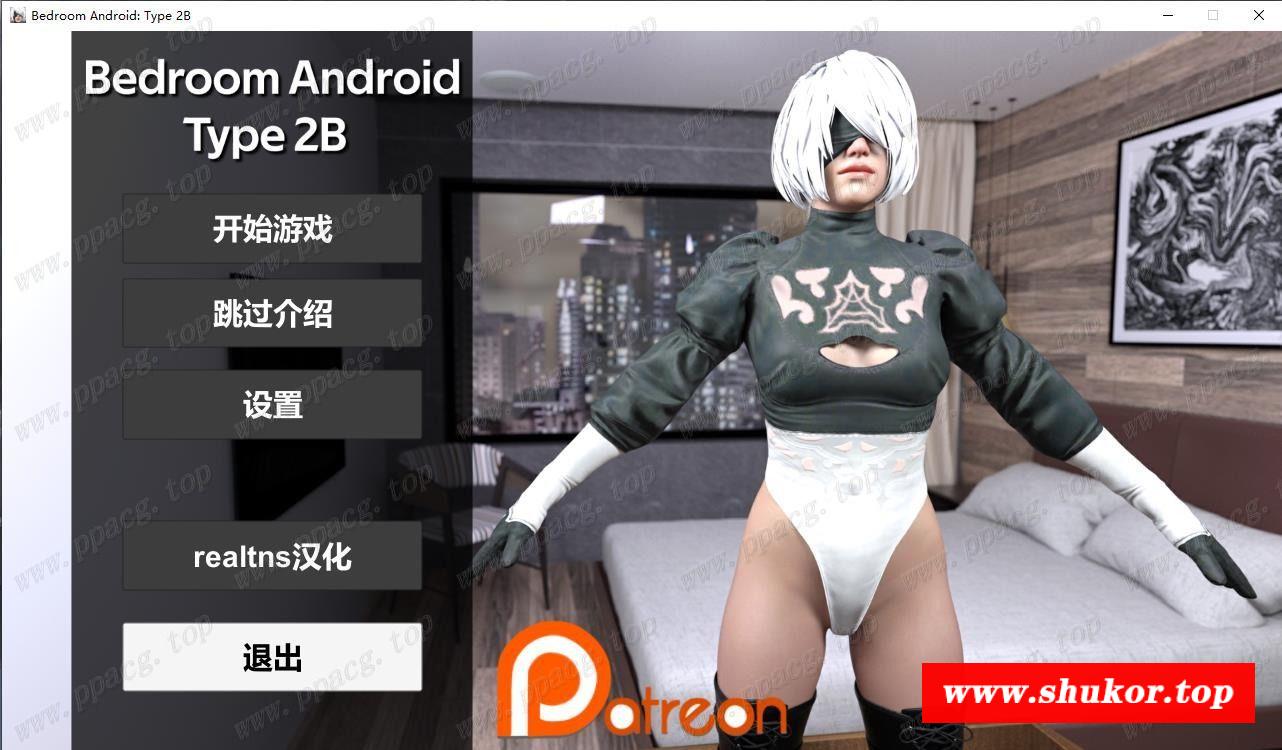 Bedroom Android: Type 2B
Bedroom Android
Type 2B
开始游戏
跳过介绍
设置
realtns汉化
退出
Patreon
www.shukor.top
www.ppacg.top